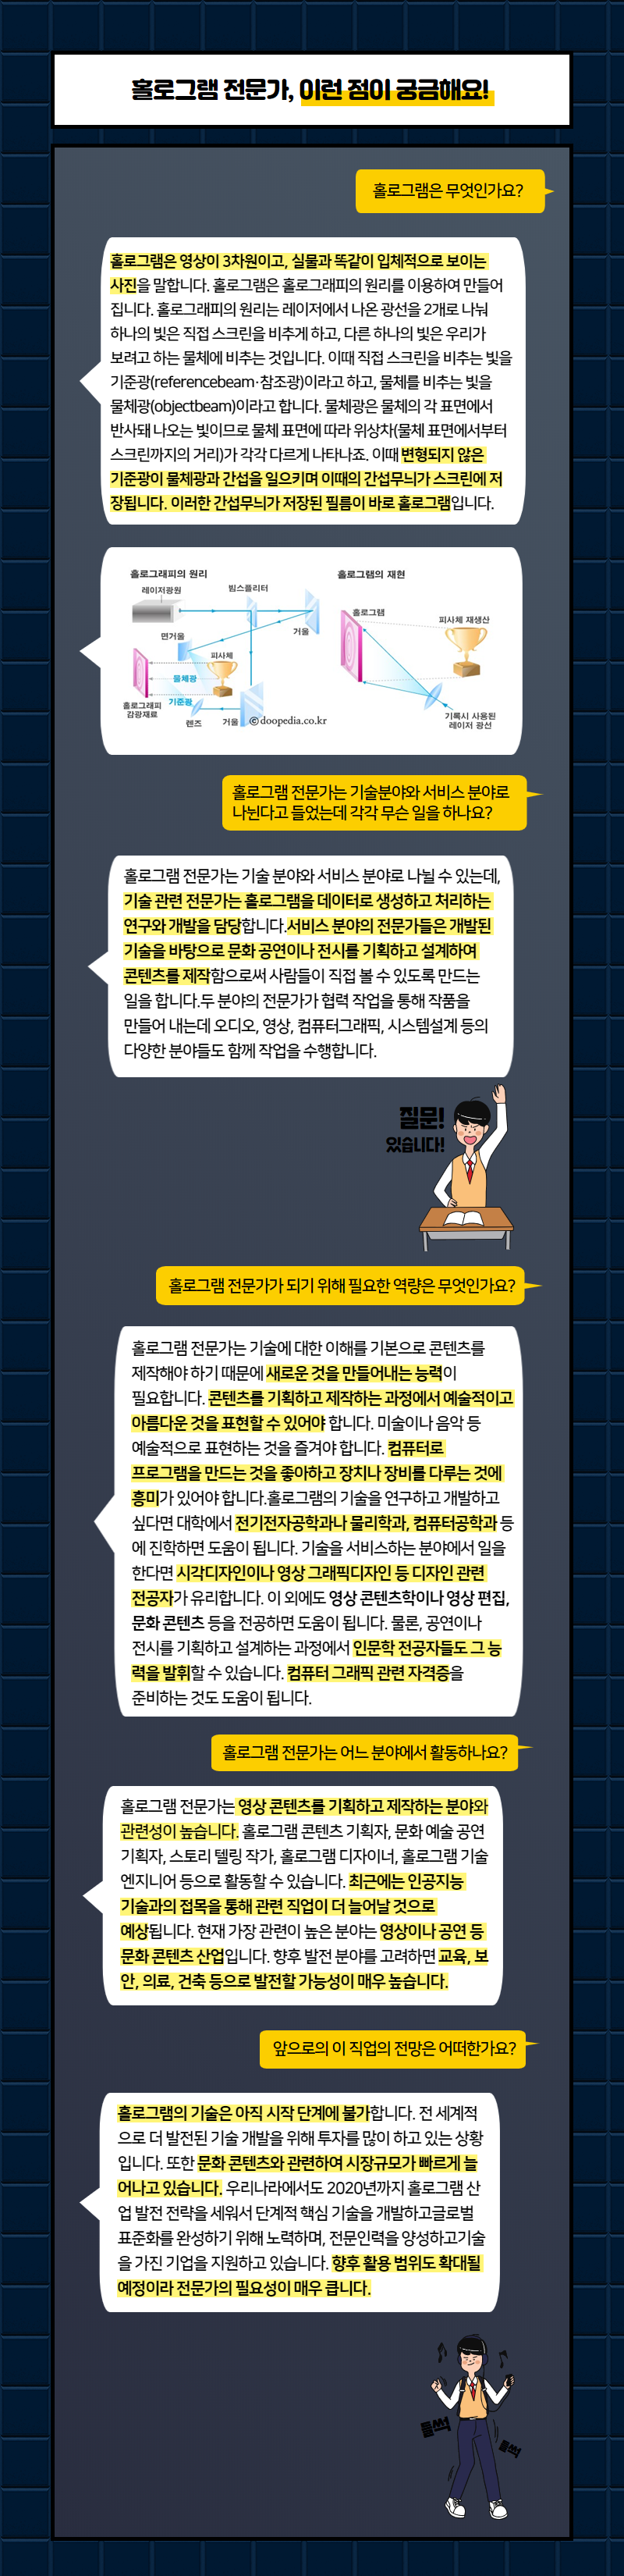 홀로그램 전문가, 이런 점이 궁금해요!
홀로그램은 무엇인가요?
홀로그램은 영상이 3차원이고, 실물과 똑같이 입체적으로 보이는
사진을 말합니다. 홀로그램은 홀로그래피의 원리를 이용하여 만들어
집니다. 홀로그래피의 원리는 레이저에서 나온 광선을 2개로 나눠
하나의 빛은 직접 스크린을 비추게 하고, 다른 하나의 빛은 우리가
보려고 하는 물체에 비추는 것입니다. 이때 직접 스크린을 비추는 빛을
기준광(referencebeam·참조광)이라고 하고, 물체를 비추는 빛을
물체광(objectbeam)이라고 합니다. 물체광은 물체의 각 표면에서
반사돼 나오는 빛이므로 물체 표면에 따라 위상차(물체 표면에서부터
스크린까지의 거리)가 각각 다르게 나타나죠. 이때 변형되지 않은
기준광이 물체광과 간섭을 일으키며 이때의 간섭무늬가 스크린에 저
장됩니다. 이러한 간섭무늬가 저장된 필름이 바로 홀로그램입니다.
홀로그래피의 원리
홀로그램의 재현
레이저광원
빔스플리터
홀로그램
피사체 재생산
거울
면거울
피사체
물체광
기준광
홀로그래피
감광재료
렌즈
거울
ⓒdoopedia.co.kr
기록시 사용된
레이저 광선
홀로그램 전문가는 기술분야와 서비스 분야로
나뉜다고 들었는데 각각 무슨 일을 하나요?
홀로그램 전문가는 기술 분야와 서비스 분야로 나뉠 수 있는데,
기술 관련 전문가는 홀로그램을 데이터로 생성하고 처리하는
연구와 개발을 담당합니다.서비스 분야의 전문가들은 개발된
기술을 바탕으로 문화 공연이나 전시를 기획하고 설계하여
콘텐츠를 제작함으로써 사람들이 직접 볼 수 있도록 만드는
일을 합니다.두 분야의 전문가가 협력 작업을 통해 작품을
만들어 내는데 오디오, 영상, 컴퓨터그래픽, 시스템설계 등의
다양한 분야들도 함께 작업을 수행합니다.
질문!
있습니다!
홀로그램 전문가가 되기 위해 필요한 역량은 무엇인가요?
홀로그램 전문가는 기술에 대한 이해를 기본으로 콘텐츠를
제작해야 하기 때문에 새로운 것을 만들어내는 능력이
필요합니다. 콘텐츠를 기획하고 제작하는 과정에서 예술적이고
아름다운 것을 표현할 수 있어야 합니다. 미술이나 음악 등
예술적으로 표현하는 것을 즐겨야 합니다. 컴퓨터로
프로그램을 만드는 것을 좋아하고 장치나 장비를 다루는 것에
흥미가 있어야 합니다.홀로그램의 기술을 연구하고 개발하고
싶다면 대학에서 전기전자공학과나 물리학과, 컴퓨터공학과 등
에 진학하면 도움이 됩니다. 기술을 서비스하는 분야에서 일을
한다면 시각디자인이나 영상 그래픽디자인 등 디자인 관련
전공자가 유리합니다. 이 외에도 영상 콘텐츠학이나 영상 편집,
문화 콘텐츠 등을 전공하면 도움이 됩니다. 물론, 공연이나
전시를 기획하고 설계하는 과정에서 인문학 전공자들도 그 능
력을 발휘할 수 있습니다. 컴퓨터 그래픽 관련 자격증을
준비하는 것도 도움이 됩니다.
홀로그램 전문가는 어느 분야에서 활동하나요?
홀로그램 전문가는 영상 콘텐츠를 기획하고 제작하는 분야와
관련성이 높습니다. 홀로그램 콘텐츠 기획자, 문화 예술 공연
기획자, 스토리 텔링 작가, 홀로그램 디자이너, 홀로그램 기술
엔지니어 등으로 활동할 수 있습니다. 최근에는 인공지능
기술과의 접목을 통해 관련 직업이 더 늘어날 것으로
예상됩니다. 현재 가장 관련이 높은 분야는 영상이나 공연 등
문화 콘텐츠 산업입니다. 향후 발전 분야를 고려하면 교육, 보
안, 의료, 건축 등으로 발전할 가능성이 매우 높습니다.
앞으로의 이 직업의 전망은 어떠한가요?
홀로그램의 기술은 아직 시작 단계에 불가합니다. 전 세계적
으로 더 발전된 기술 개발을 위해 투자를 많이 하고 있는 상황
입니다. 또한 문화 콘텐츠와 관련하여 시장규모가 빠르게 늘
어나고 있습니다. 우리나라에서도 2020년까지 홀로그램 산
업 발전 전략을 세워서 단계적 핵심 기술을 개발하고글로벌
표준화를 완성하기 위해 노력하며, 전문인력을 양성하고기술
을 가진 기업을 지원하고 있습니다. 향후 활용 범위도 확대될
예정이라 전문가의 필요성이 매우 큽니다.
들썩
들썩